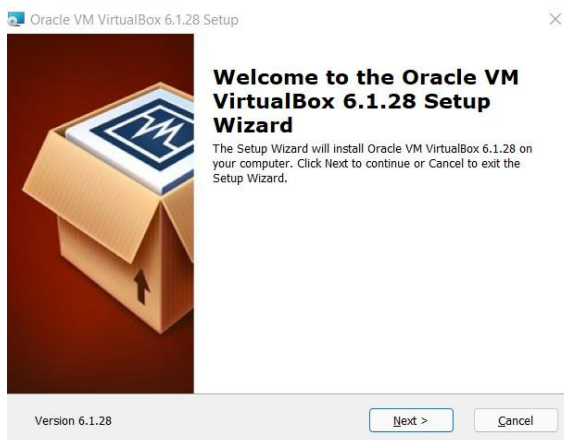 Oracle VM VirtualBox 6.1.28 Setup
Welcome to the Oracle VM
VirtualBox 6.1.28 Setup
Wizard
The Setup Wizard will install Oracle VM VirtualBox 6.1.28 on
your computer. Click Next to continue or Cancel to exit the
Setup Wizard.
Version 6.1.28
Next >
Cancel